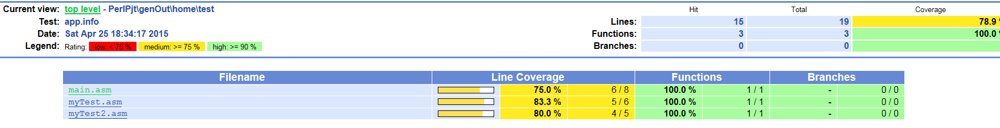 Current view: top level - PerlPjt\genOut\home\test
Hit Total Coverage
Test: app.info
Lines: 15 19 78.9
Date: Sat Apr 25 18:34:17 2015
Functions: 3 3 100.0
Legend: Rating: low: < 75 % medium: >= 75 % high: >= 90 %
Branches: 0 0
Filename Line Coverage Functions Branches
main.asm 75.0 % 6 / 8 100.0 % 1 / 1 - 0 / 0
myTest.asm 83.3 % 5 / 6 100.0 % 1 / 1 - 0 / 0
myTest2.asm 80.0 % 4 / 5 100.0 % 1 / 1 - 0 / 0